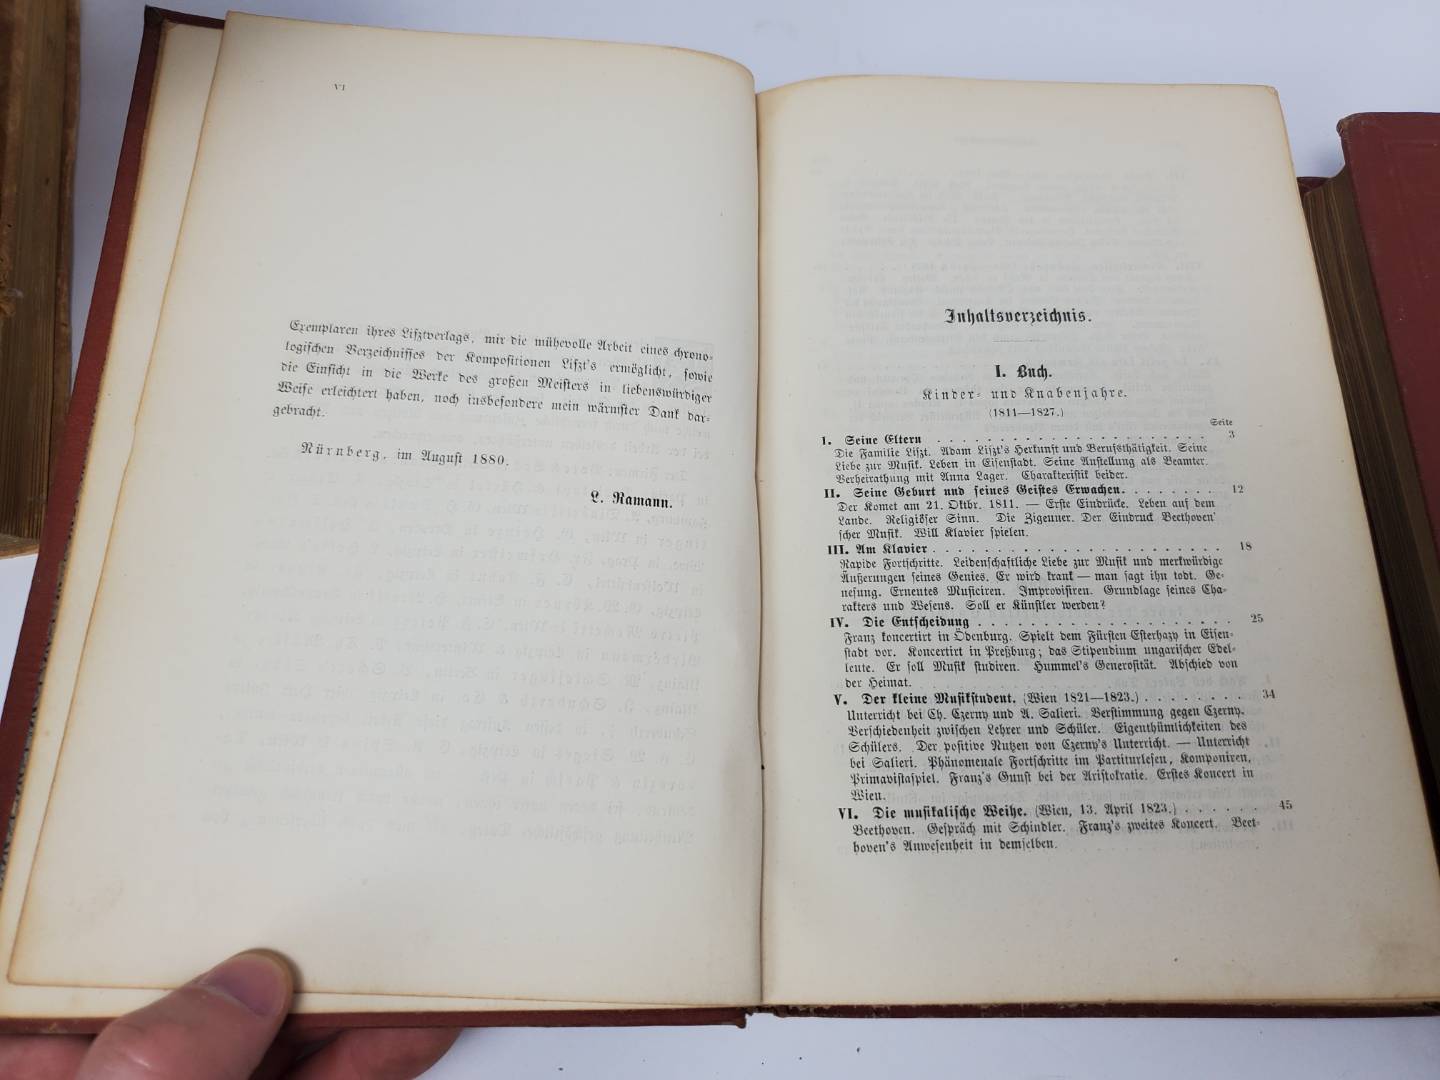 VI
Exemplaren ihres Lisztverlags, mir die mühevolle Arbeit eines chrono-
logischen Verzeichnisses der Kompositionen Liszt's ermöglicht, sowie
die Einsicht in die Werke des großen Meisters in liebenswürdiger
Weise erleichtert haben, noch insbesondere mein wärmster Dank dar-
gebracht.
Nürnberg, im August 1880.
L. Ramann.
Inhaltsverzeichnis.
I. Buch.
Kinder- und Knabenjahre.
(1811—1827.)
Seite
I. Seine Eltern . . . . . . . . . . . . . . . . . . . . 3
Die Familie Liszt. Adam Liszt's Herkunft und Berufsthätigkeit. Seine
Liebe zur Musik. Leben in Eisenstadt. Seine Anstellung als Beamter.
Verheirathung mit Anna Lager. Charakteristik beider.
II. Seine Geburt und seines Geistes Erwachen. . . . . . . . 12
Der Komet am 21. Oktbr. 1811. — Erste Eindrücke. Leben auf dem
Lande. Religiöser Sinn. Die Zigeuner. Der Eindruck Beethoven'
scher Musik. Will Klavier spielen.
III. Am Klavier . . . . . . . . . . . . . . . . . . . . . 18
Rapide Fortschritte. Leidenschaftliche Liebe zur Musik und merkwürdige
Äußerungen seines Genies. Er wird krank — man sagt ihn todt. Ge-
nesung. Erneutes Musiciren. Improvisiren. Grundlage seines Cha-
rakters und Wesens. Soll er Künstler werden?
IV. Die Entscheidung . . . . . . . . . . . . . . . . . . 25
Franz koncertirt in Ödenburg. Spielt dem Fürsten Esterhazy in Eisen-
stadt vor. Koncertirt in Preßburg; das Stipendium ungarischer Edel-
leute. Er soll Musik studiren. Hummel's Generosität. Abschied von
der Heimat.
V. Der kleine Musikstudent. (Wien 1821—1823.) . . . . . . . . 34
Unterricht bei Ch. Czerny und A. Salieri. Verstimmung gegen Czerny.
Verschiedenheit zwischen Lehrer und Schüler. Eigenthümlichkeiten des
Schülers. Der positive Nutzen von Czerny's Unterricht. — Unterricht
bei Salieri. Phänomenale Fortschritte im Partiturlesen, Komponiren,
Primavistaspiel. Franz's Gunst bei der Aristokratie. Erstes Koncert in
Wien.
VI. Die musikalische Weihe. (Wien, 13. April 1823.) . . . . . . 45
Beethoven. Gespräch mit Schindler. Franz's zweites Koncert. Beet-
hoven's Anwesenheit in demselben.